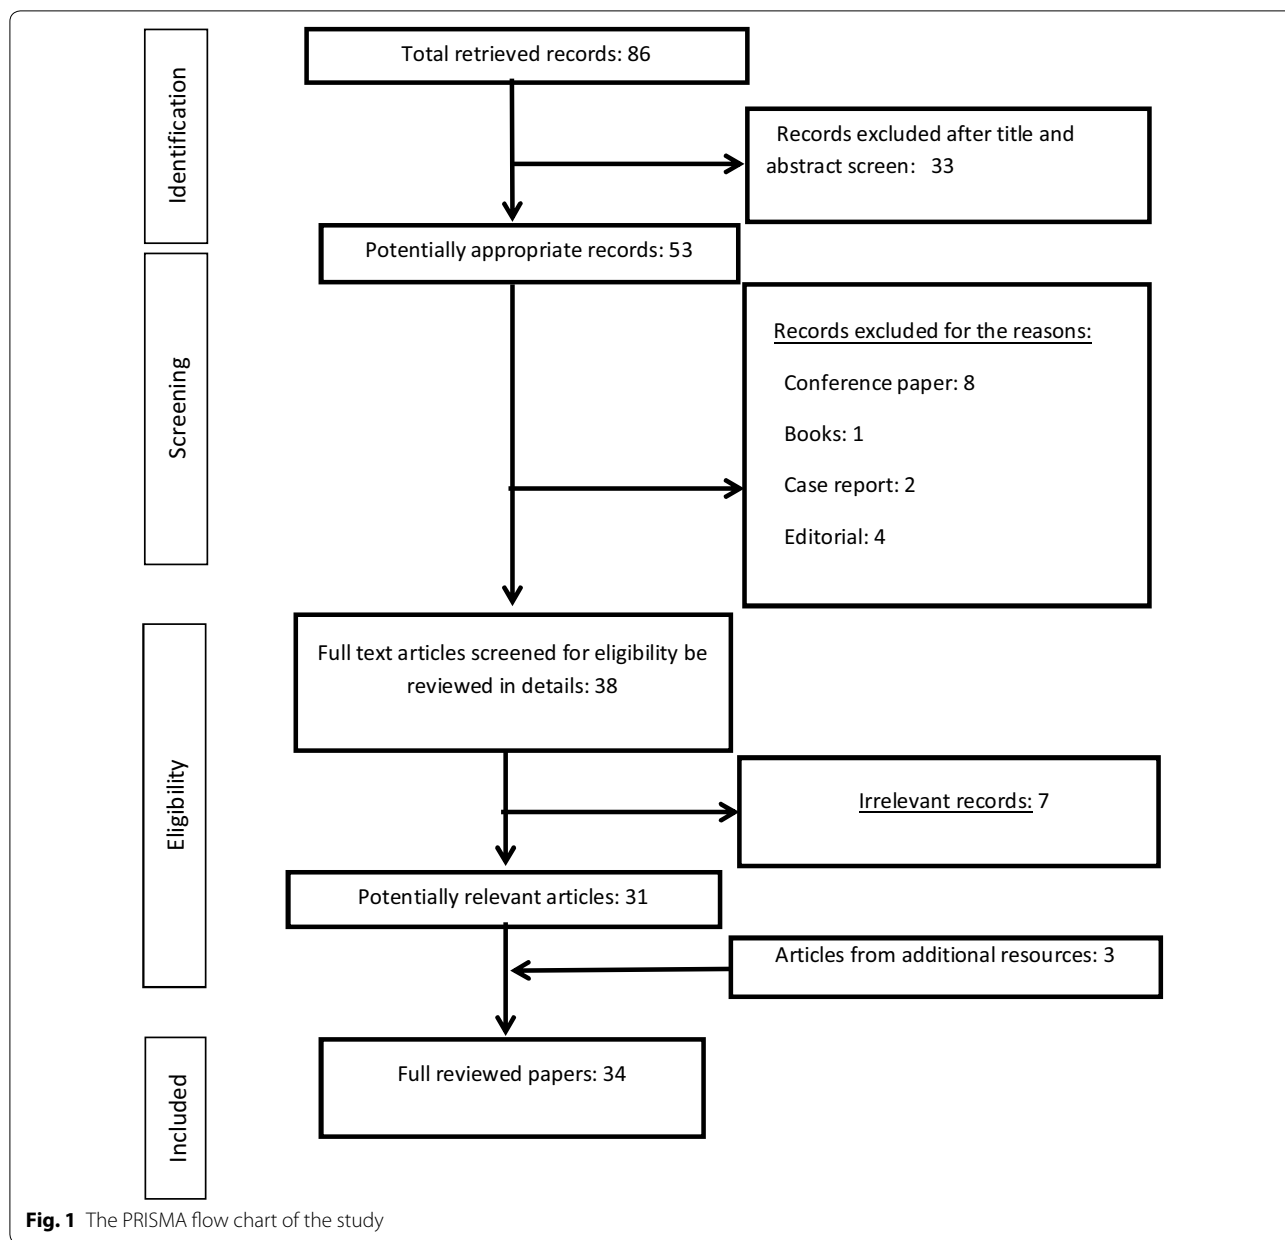 Identification
Total retrieved records: 86
Records excluded after title and
abstract screen: 33
Potentially appropriate records: 53
Screening
Records excluded for the reasons:
Conference paper: 8
Books: 1
Case report: 2
Editorial: 4
Eligibility
Full text articles screened for eligibility be
reviewed in details: 38
Irrelevant records: 7
Potentially relevant articles: 31
Articles from additional resources: 3
Included
Full reviewed papers: 34
Fig. 1 The PRISMA flow chart of the study